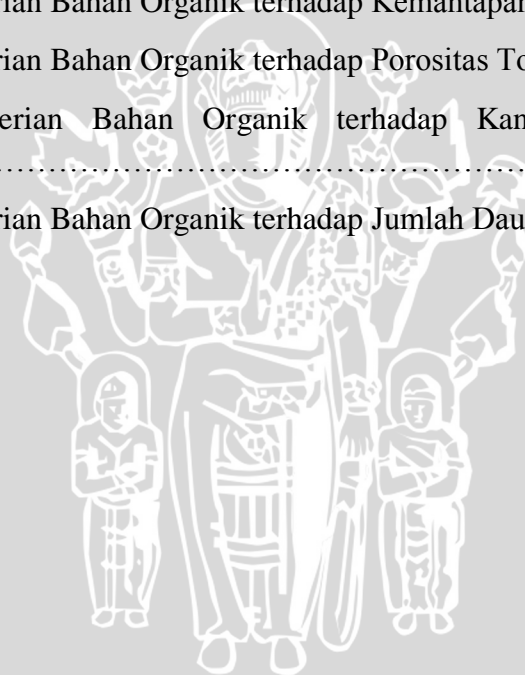 rian Bahan Organik terhadap Kemantapan
rian Bahan Organik terhadap Porositas To
erian Bahan Organik terhadap Kan
………………………………………………
rian Bahan Organik terhadap Jumlah Dau